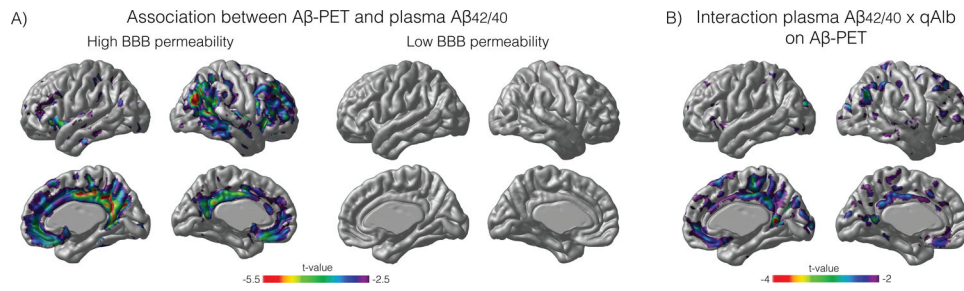 A)
Association between Aβ-PET and plasma Aβ42/40
High BBB permeability
Low BBB permeability
t-value
-5.5
-2.5
B)
Interaction plasma Aβ42/40 x qAlb
on Aβ-PET
t-value
-4
-2